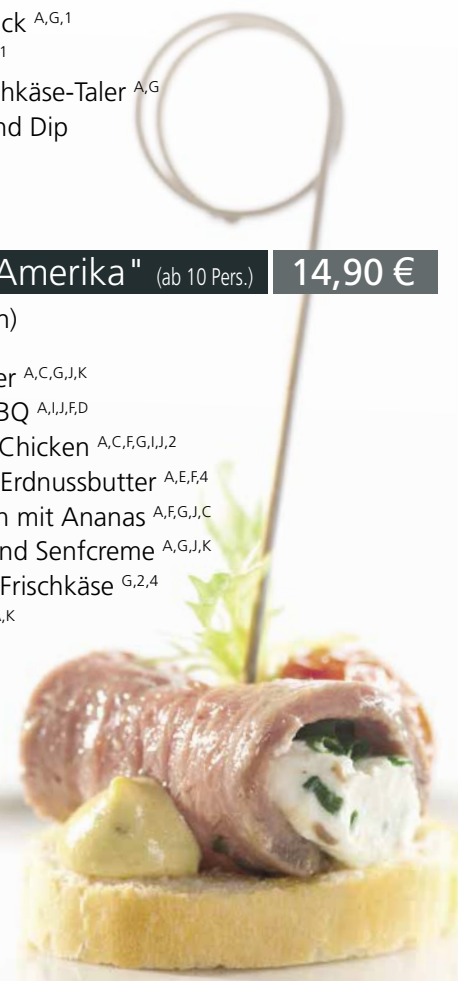 ck A,G,1
1
hkäse-Taler A,G
nd Dip
Amerika" (ab 10 Pers.) 14,90 €
n)
er A,C,G,J,K
BQ A,I,J,F,D
Chicken A,C,F,G,I,J,2
Erdnussbutter A,E,F,4
n mit Ananas A,F,G,J,C
nd Senfcreme A,G,J,K
Frischkäse G,2,4
A,K